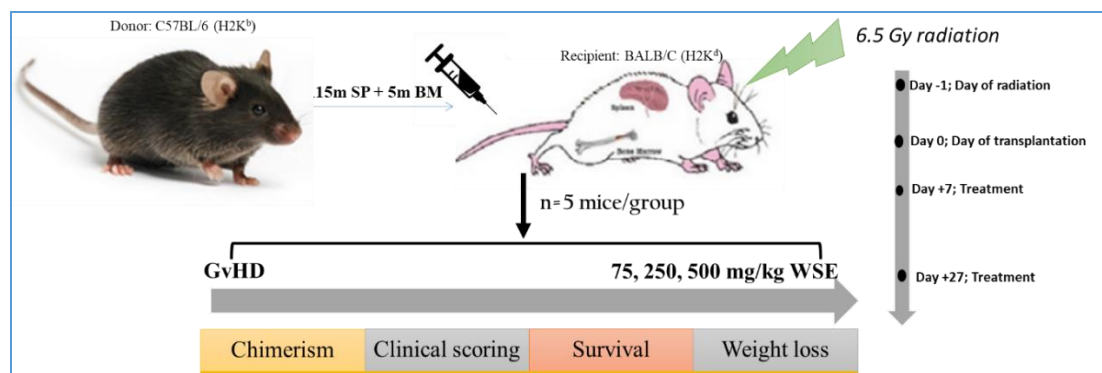 Donor: C57BL/6 (H2Kᵇ)
.15m SP + 5m BM
Recipient: BALB/C (H2Kᵈ)
Spleen
Bone Marrow
6.5 Gy radiation
Day -1; Day of radiation
Day 0; Day of transplantation
Day +7; Treatment
Day +27; Treatment
n=5 mice/group
GvHD
75, 250, 500 mg/kg WSE
Chimerism
Clinical scoring
Survival
Weight loss